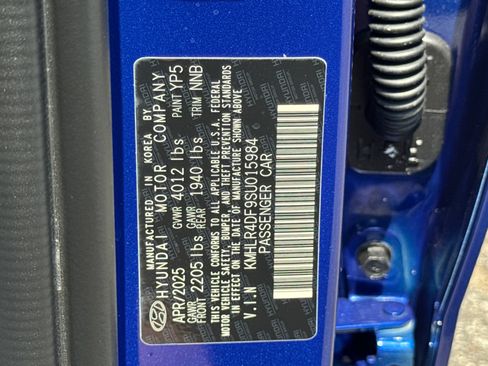 MANUFACTURED IN KOREA BY
HYUNDAI MOTOR COMPANY
APR/2025 GVWR 4012 lbs PAINT YP5
GAWR FRONT 2205 lbs GAWR REAR 1940 lbs TRIM NNB
THIS VEHICLE CONFORMS TO ALL APPLICABLE U.S.A. FEDERAL
MOTOR VEHICLE SAFETY, BUMPER, AND THEFT PREVENTION STANDARDS
IN EFFECT ON THE DATE OF MANUFACTURE SHOWN ABOVE.
V.I.N KMHLR4DF9SU015984
PASSENGER CAR